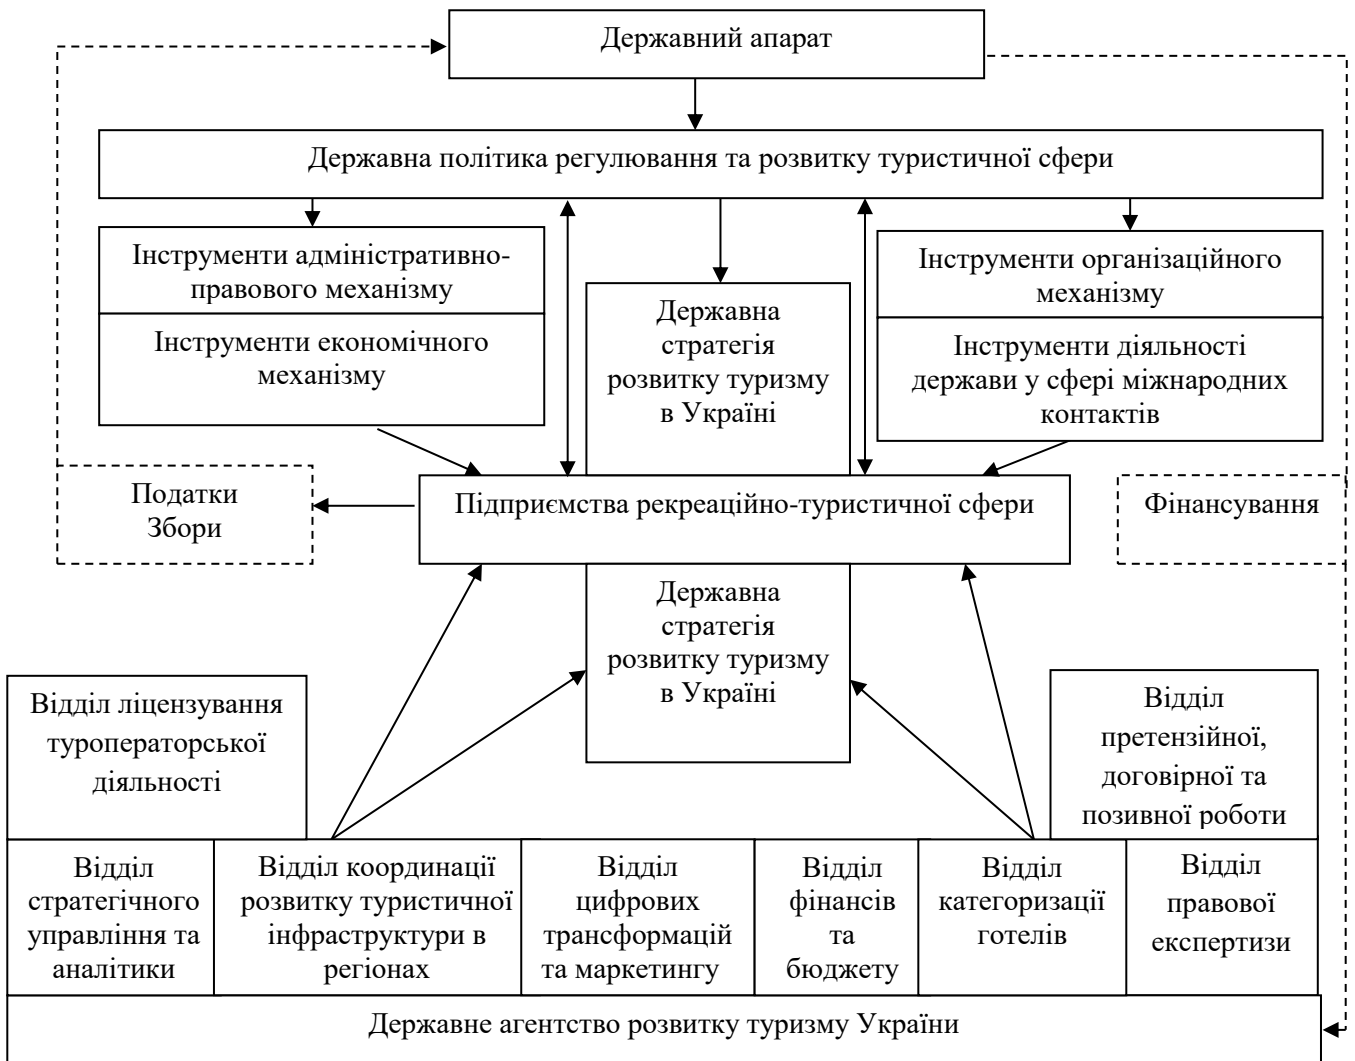 Державний апарат
Державна політика регулювання та розвитку туристичної сфери
Інструменти адміністративно-
правового механізму
Інструменти економічного
механізму
Державна
стратегія
розвитку туризму
в Україні
Інструменти організаційного
механізму
Інструменти діяльності
держави у сфері міжнародних
контактів
Податки
Збори
Підприємства рекреаційно-туристичної сфери
Фінансування
Державна
стратегія
розвитку туризму
в Україні
Відділ ліцензування
туроператорської
діяльності
Відділ
претензійної,
договірної та
позивної роботи
Відділ
стратегічного
управління та
аналітики
Відділ координації
розвитку туристичної
інфраструктури в
регіонах
Відділ
цифрових
трансформацій
та маркетингу
Відділ
фінансів
та
бюджету
Відділ
категоризації
готелів
Відділ
правової
експертизи
Державне агентство розвитку туризму України